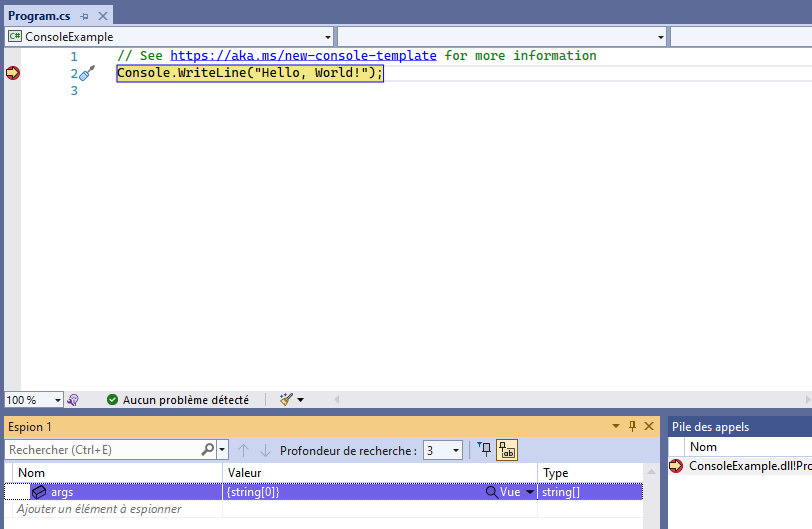 Program.cs
C# ConsoleExample
1 // See https://aka.ms/new-console-template for more information
2 Console.WriteLine("Hello, World!");
3
100 % Aucun problème détecté
Espion 1
Rechercher (Ctrl+E) Profondeur de recherche : 3
Nom Valeur Type
args {string[0]} Vue string[]
Ajouter un élément à espionner
Pile des appels
Nom
ConsoleExample.dll!Pro